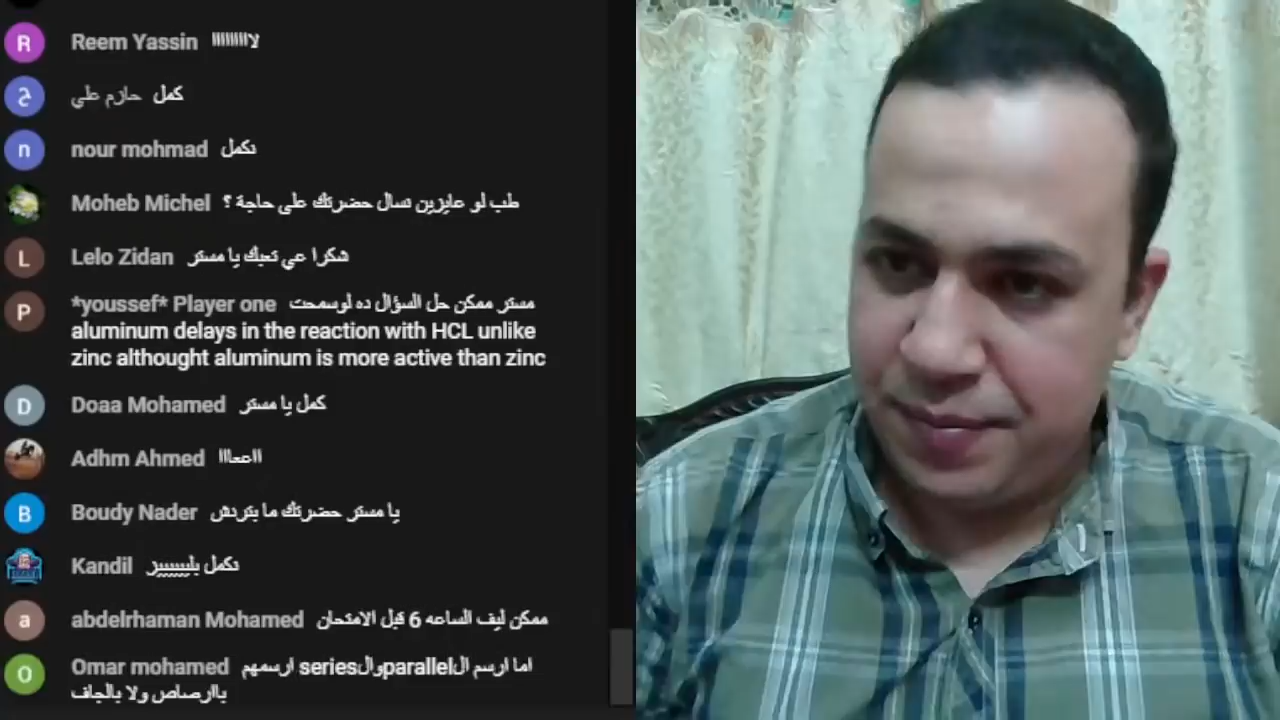 R Reem Yassin لااااااااا
ح حازم علي كمل
n nour mohmad نكمل
Moheb Michel طب لو عايزين نسال حضرتك على حاجة ؟
L Lelo Zidan شكرا عي تعبك يا مستر
P *youssef* Player one مستر ممكن حل السؤال ده لوسمحت
aluminum delays in the reaction with HCL unlike
zinc althought aluminum is more active than zinc
D Doaa Mohamed كمل يا مستر
Adhm Ahmed
B Boudy Nader يا مستر حضرتك ما بتردش
Kandil نكمل بليييييز
a abdelrhaman Mohamed ممكن ليف الساعه 6 قبل الامتحان
O Omar mohamed اما ارسم الparallelوالseries ارسمهم
باارصاص ولا بالجاف